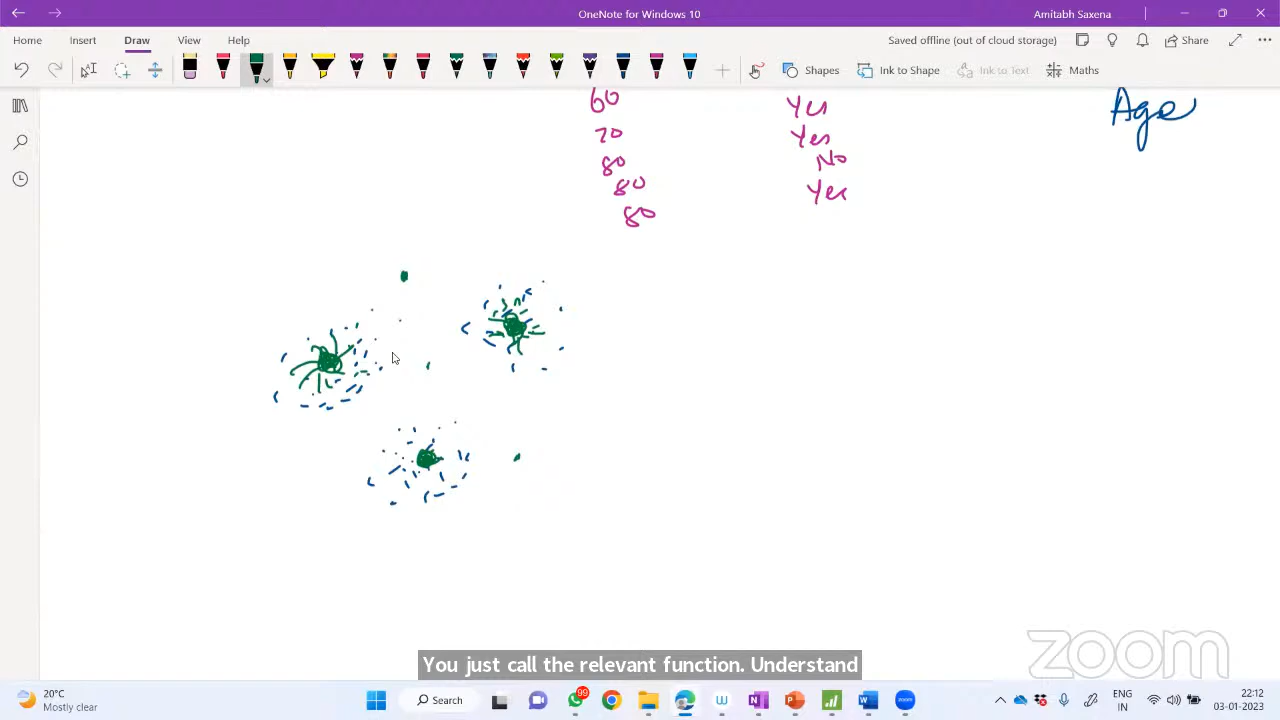 OneNote for Windows 10
Amitabh Saxena
Home Insert Draw View Help
Saved offline (out of cloud storage)
Share
Shapes
Ink to Shape
Ink to Text
Maths
60 Yes Age
70 Yes
80 No
80 Yes
80
You just call the relevant function. Understand
zoom
20°C
Mostly clear
Search
99
ENG
IN
22:12
03-01-2023